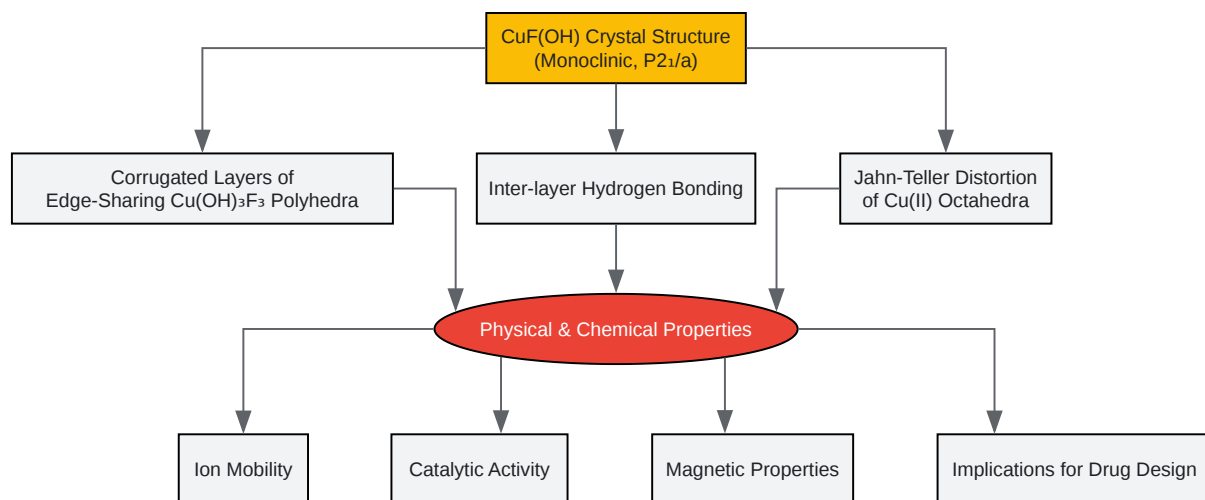 CuF(OH) Crystal Structure
(Monoclinic, P2₁/a)
Corrugated Layers of
Edge-Sharing Cu(OH)₃F₃ Polyhedra
Inter-layer Hydrogen Bonding
Jahn-Teller Distortion
of Cu(II) Octahedra
Physical & Chemical Properties
Ion Mobility
Catalytic Activity
Magnetic Properties
Implications for Drug Design